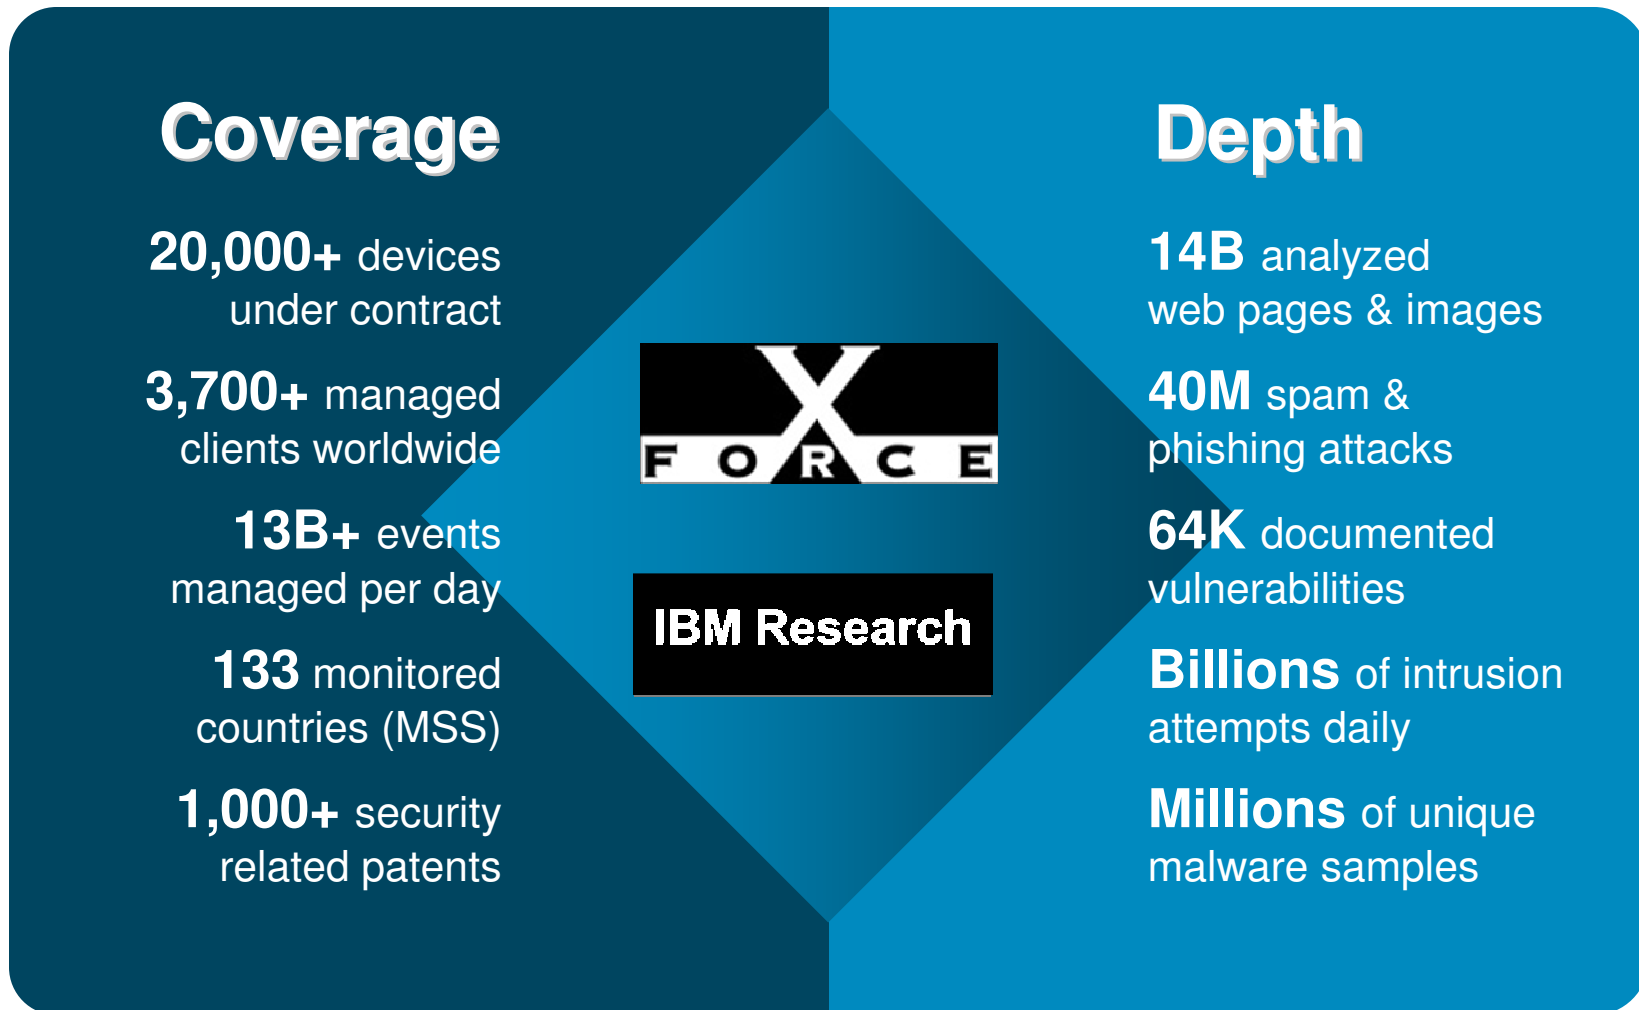 Coverage
20,000+ devices
under contract
3,700+ managed
clients worldwide
13B+ events
managed per day
133 monitored
countries (MSS)
1,000+ security
related patents
X
FORCE
IBM Research
Depth
14B analyzed
web pages & images
40M spam &
phishing attacks
64K documented
vulnerabilities
Billions of intrusion
attempts daily
Millions of unique
malware samples